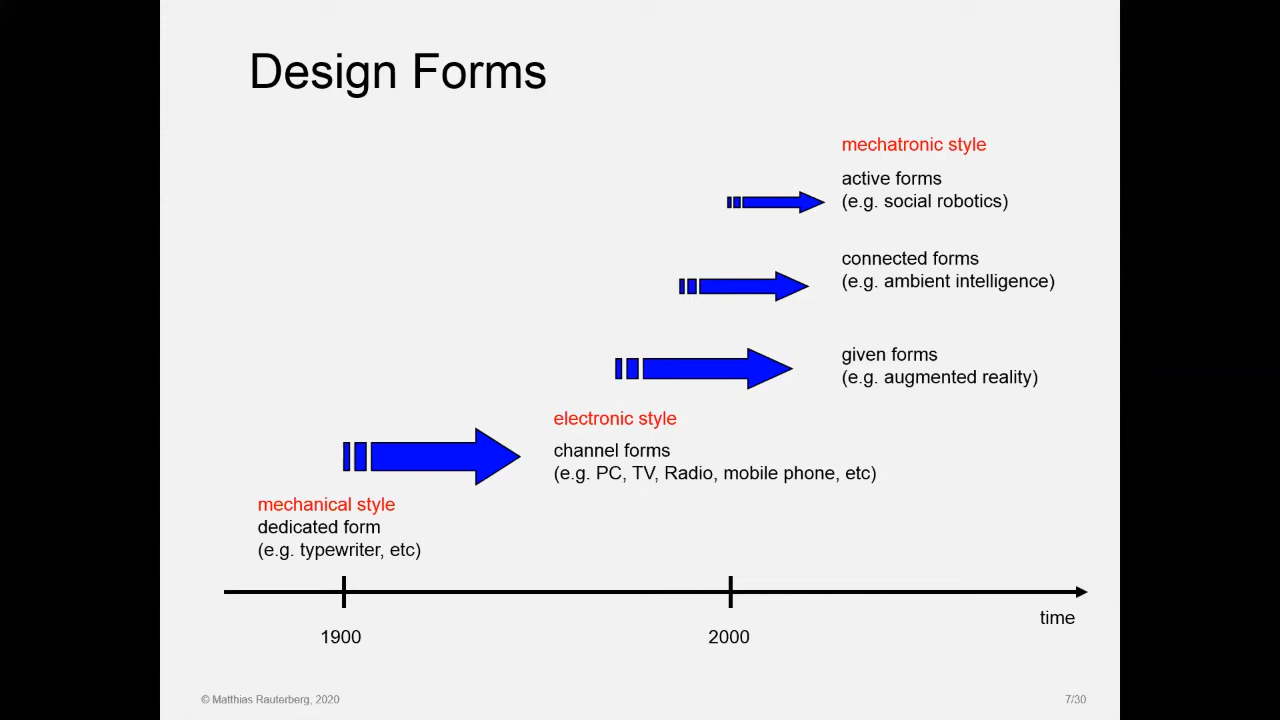 Design Forms
mechatronic style
active forms
(e.g. social robotics)
connected forms
(e.g. ambient intelligence)
given forms
(e.g. augmented reality)
electronic style
channel forms
(e.g. PC, TV, Radio, mobile phone, etc)
mechanical style
dedicated form
(e.g. typewriter, etc)
time
1900
2000
© Matthias Rauterberg, 2020
7/30